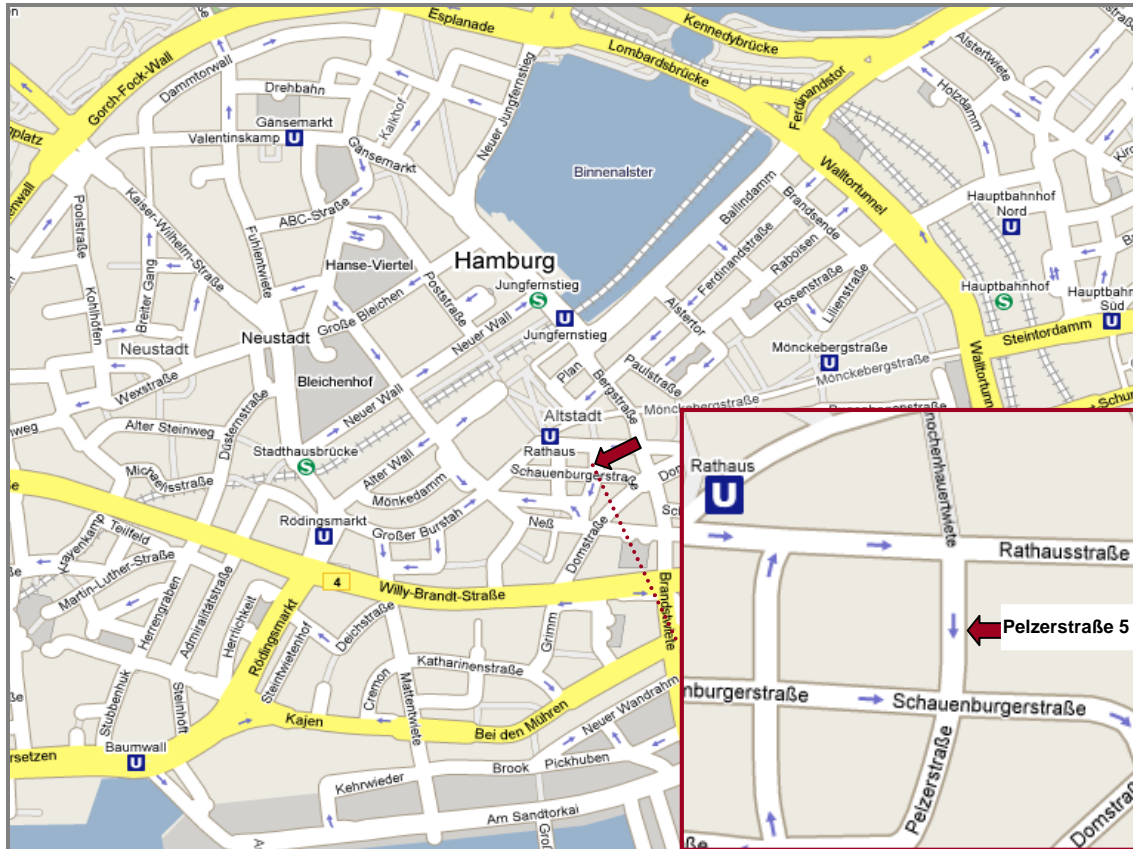 Esplanade
Kennedybrücke
Lombardsbrücke
Gorch-Fock-Wall
Dammtorwall
Ferdinandstor
Alstertwiete
Holzdamm
Drehbahn
Gänsemarkt
U
Valentinskamp
Kalkhof
Neuer Jungfernstieg
Gänsemarkt
Binnenalster
Walltortunnel
Ballindamm
Brandsende
Hauptbahnhof
Nord
U
Poolstraße
Kaiser-Wilhelm-Straße
ABC-Straße
Fuhlentwiete
Ferdinandstraße
Raboisen
Hanse-Viertel
Hamburg
Jungfernstieg
S
Poststraße
Rosenstraße
Lilienstraße
Hauptbahnhof
S
Breiter Gang
Kohlhöfen
Große Bleichen
Neuer Wall
U
Jungfernstieg
Alstertor
Süd
U
Steintordamm
Neustadt
Neustadt
Mönckebergstraße
U
Plan
Paulstraße
Bergstraße
Mönckebergstraße
Bleichenhof
Wexstraße
Neuer Wall
Düsternstraße
Altstadt
U
Rathaus
Alter Steinweg
Stadthausbrücke
S
Alter Wall
Michaelisstraße
Schauenburgerstraße
Mönkedamm
Rödingsmarkt
U
Großer Burstah
Neß
Domstraße
Teilfeld
Martin-Luther-Straße
4
Willy-Brandt-Straße
Brandstwiete
Herrengraben
Admiralitätstraße
Herrlichkeit
Rödingsmarkt
Steintwietenhof
Deichstraße
Grimm
Katharinenstraße
Cremon
Mattentwiete
Stubbenhuk
Steinhöft
Kajen
Bei den Mühren
Neuer Wandrahm
Baumwall
U
Pickhuben
Brook
Kehrwieder
Am Sandtorkai
Rathaus
U
nochenhauertwiete
Rathausstraße
Pelzerstraße 5
nburgerstraße
Schauenburgerstraße
Pelzerstraße
Domstraß